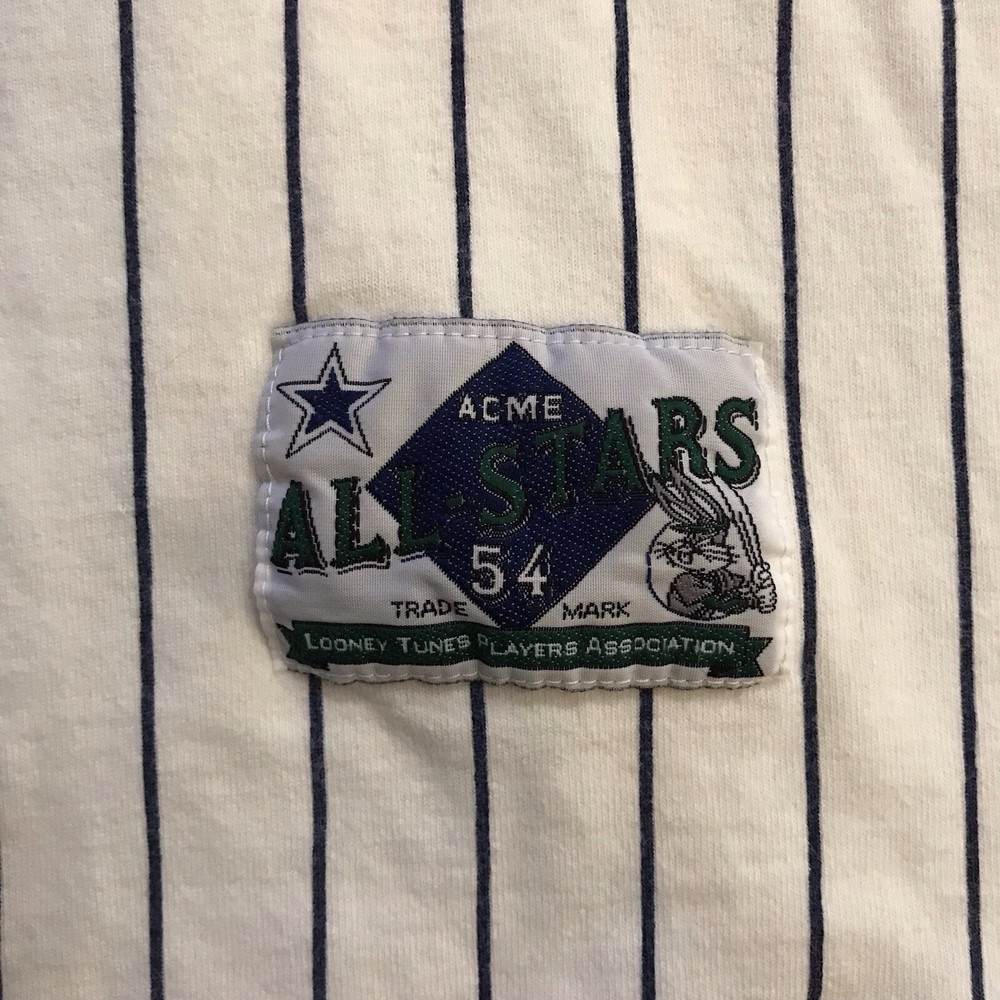 ACME
ALL-STARS
54
TRADE MARK
LOONEY TUNES PLAYERS ASSOCIATION